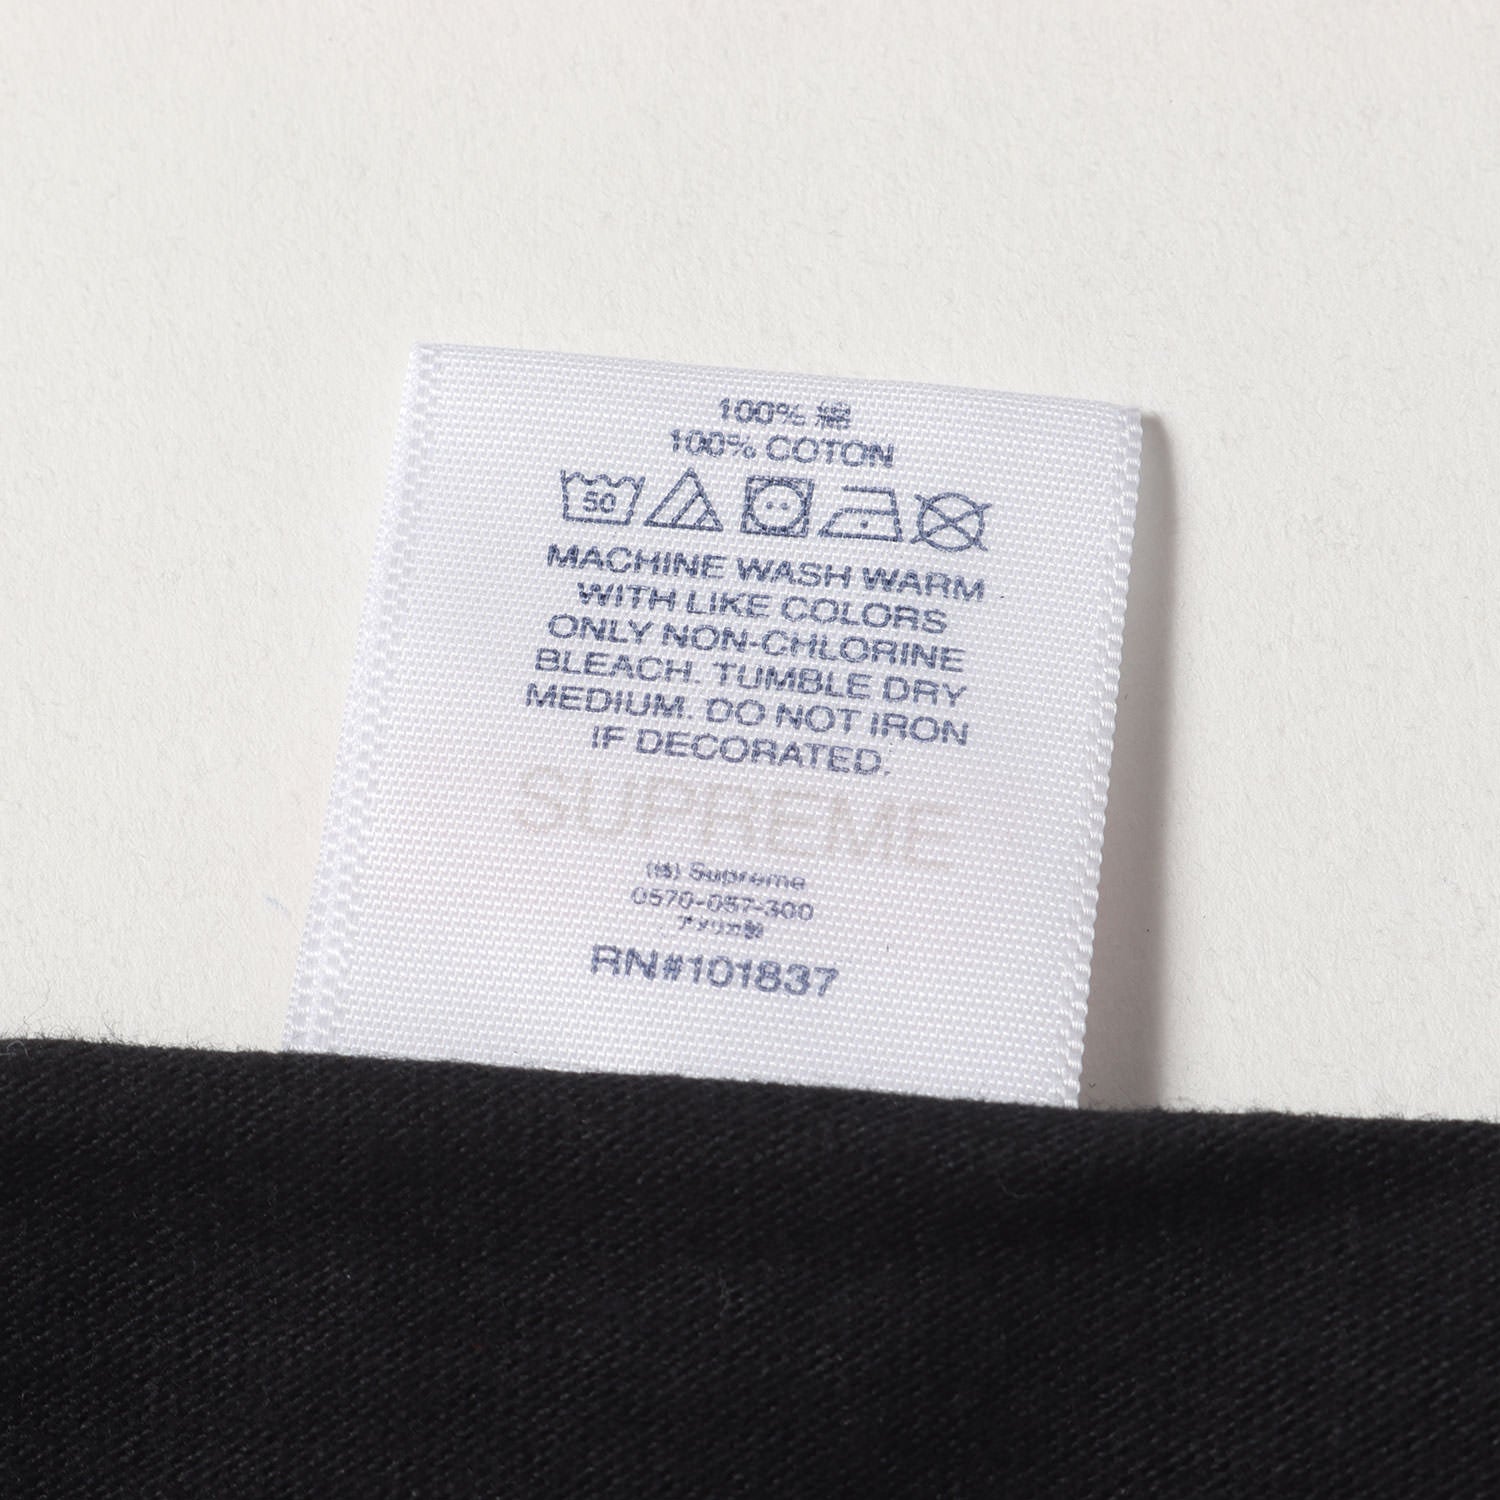 100% 綿
100% COTON
50
MACHINE WASH WARM
WITH LIKE COLORS
ONLY NON-CHLORINE
BLEACH. TUMBLE DRY
MEDIUM. DO NOT IRON
IF DECORATED.
SUPREME
(株) Supreme
0570-057-300
アメリカ製
RN#101837